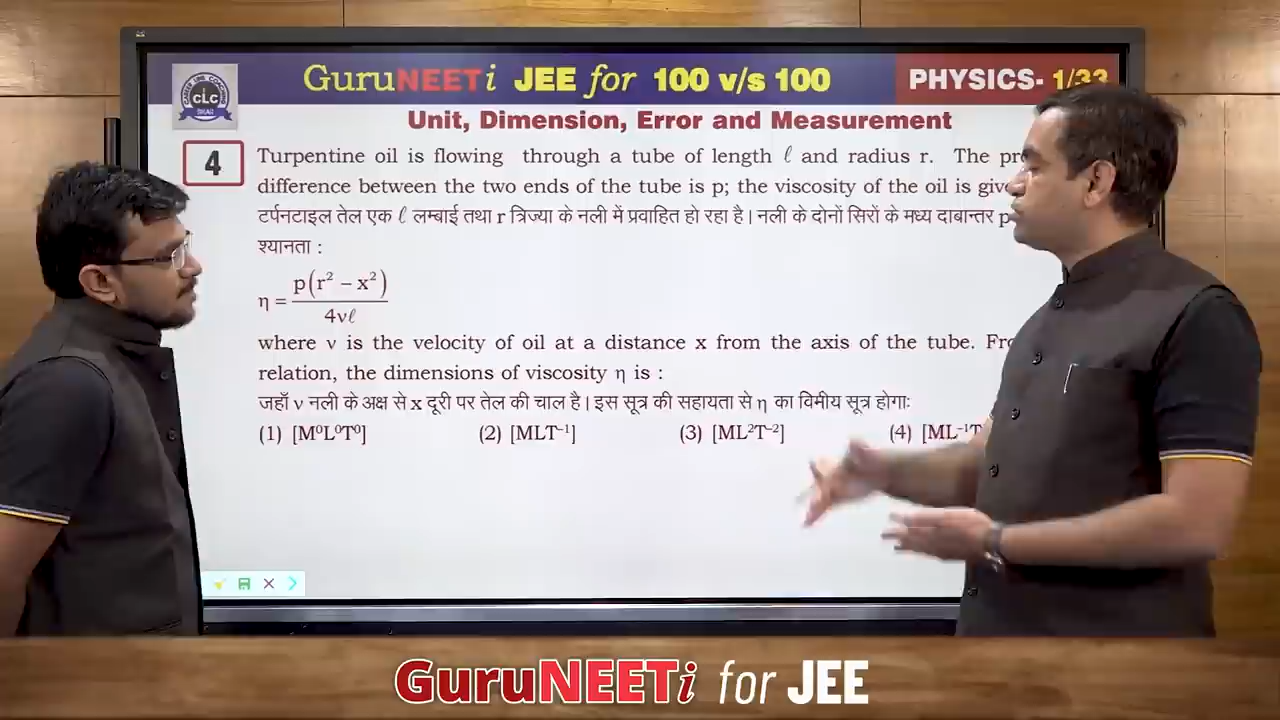 GuruNEETi JEE for 100 v/s 100
PHYSICS- 1/33
CLC
SIKAR
Unit, Dimension, Error and Measurement
4
Turpentine oil is flowing through a tube of length ℓ and radius r. The
difference between the two ends of the tube is p; the viscosity of the oil is
टर्पनटाइल तेल एक ℓ लम्बाई तथा r त्रिज्या के नली में प्रवाहित हो रहा है। नली के दोनों सिरों के मध्य दाबान्तर p
श्यानता :
η = p(r² – x²) / 4vℓ
where v is the velocity of oil at a distance x from the axis of the tube.
relation, the dimensions of viscosity η is :
जहाँ v नली के अक्ष से x दूरी पर तेल की चाल है। इस सूत्र की सहायता से η का विमीय सूत्र होगाः
(1) [M⁰L⁰T⁰] (2) [MLT⁻¹] (3) [ML²T⁻²] (4) [ML⁻¹T
GuruNEETi for JEE